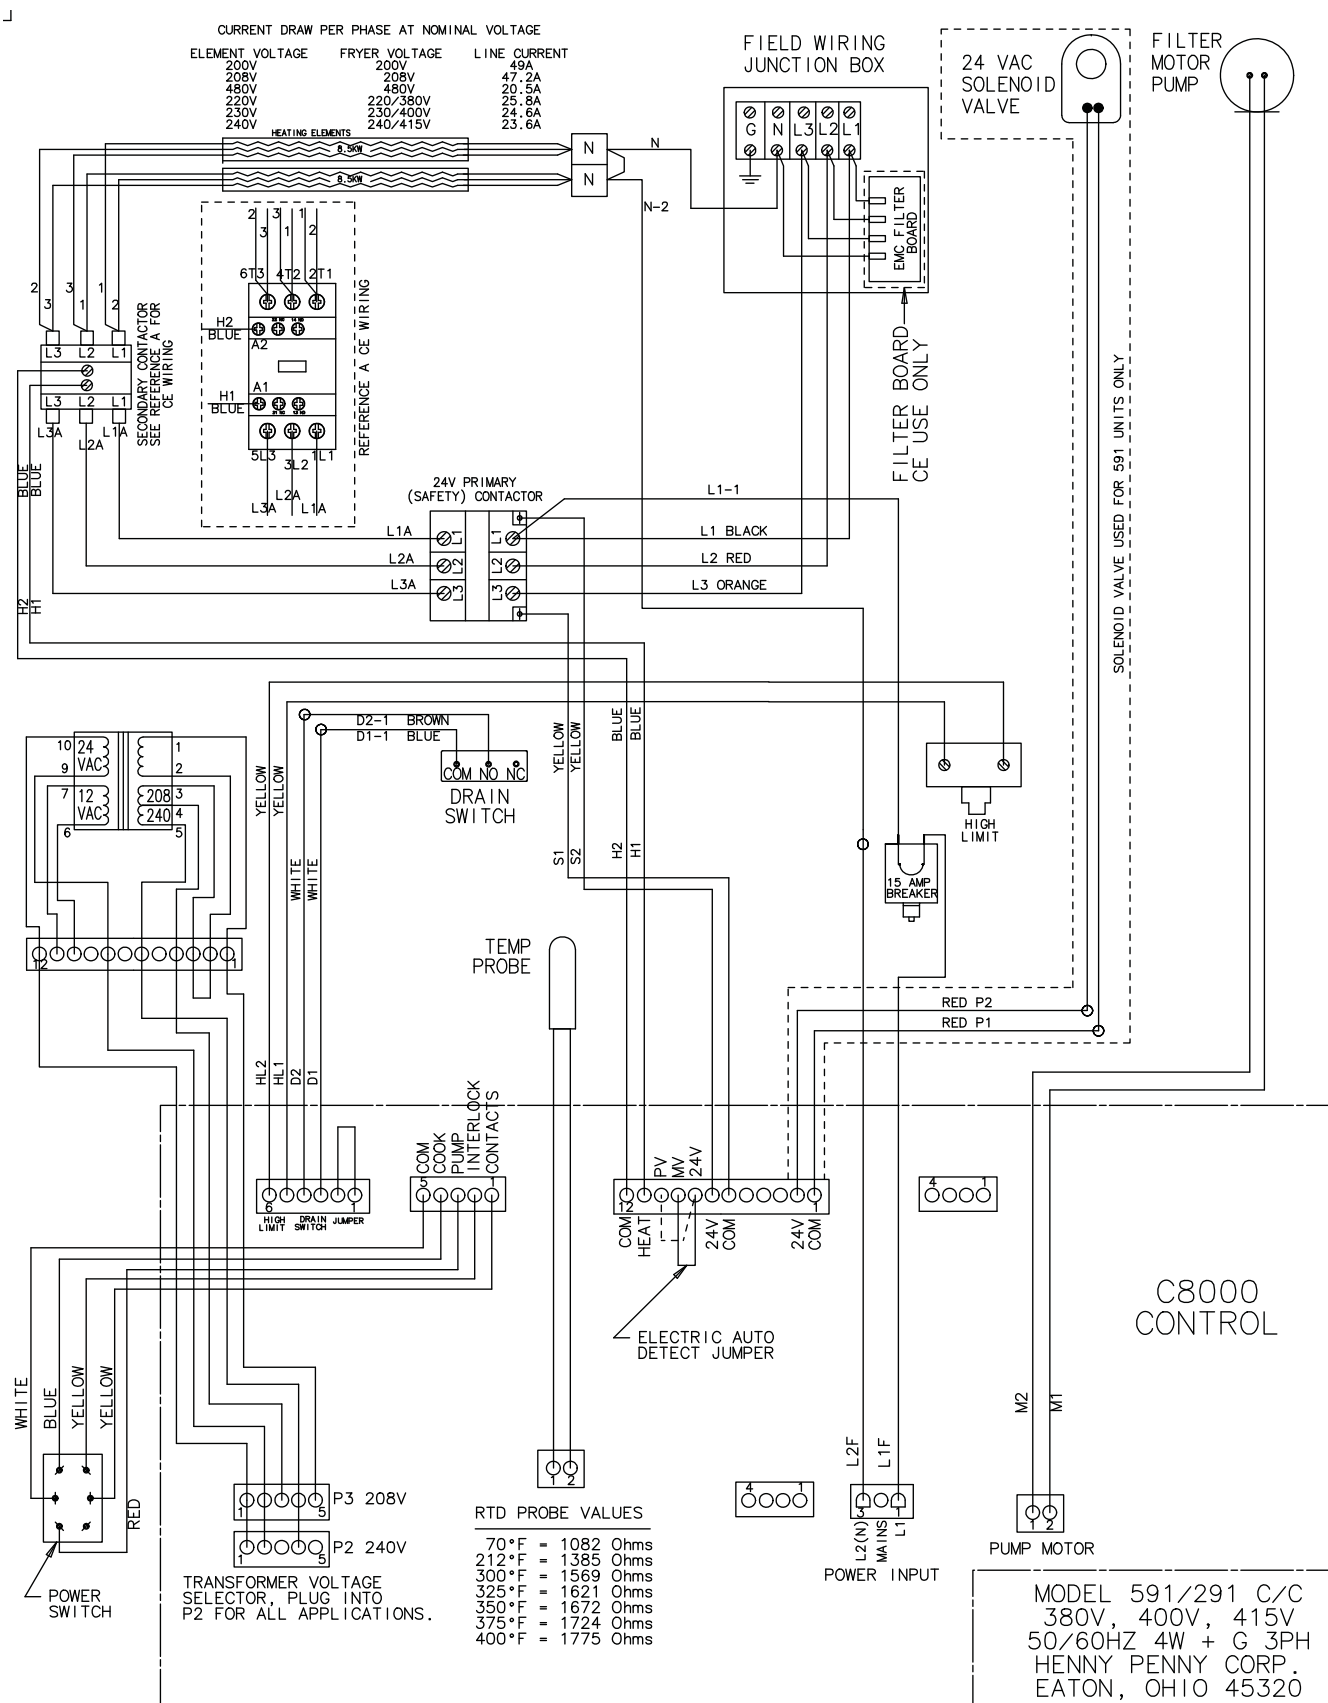 CURRENT DRAW PER PHASE AT NOMINAL VOLTAGE
ELEMENT VOLTAGE FRYER VOLTAGE LINE CURRENT
200V 200V 49A
208V 208V 47.2A
480V 480V 20.5A
220V 220/380V 25.8A
230V 230/400V 24.6A
240V 240/415V 23.6A
HEATING ELEMENTS
8.5KW
8.5KW
N
N
N
N-2
FIELD WIRING
JUNCTION BOX
G N L3 L2 L1
EMC FILTER
BOARD
FILTER BOARD
CE USE ONLY
24 VAC
SOLENOID
VALVE
FILTER
MOTOR
PUMP
SOLENOID VALVE USED FOR 591 UNITS ONLY
2 3 3 1 1 2
L3 L2 L1
L3 L2 L1
L3A L2A L1A
SECONDARY CONTACTOR
SEE REFERENCE A FOR
CE WIRING
2 3 3 1 1 2
6T3 4T2 2T1
H2
BLUE
A2
A1
H1
BLUE
5L3 3L2 1L1
L3A L2A L1A
REFERENCE A CE WIRING
BLUE
BLUE
H2
H1
24V PRIMARY
(SAFETY) CONTACTOR
L1A L1 L1
L2A L2 L2
L3A L3 L3
L1-1
L1 BLACK
L2 RED
L3 ORANGE
10 24 VAC 1
9 2
7 12 VAC 208 3
240 4
6 5
12 1
YELLOW
YELLOW
WHITE
WHITE
HL2
HL1
D2
D1
D2-1 BROWN
D1-1 BLUE
COM NO NC
DRAIN
SWITCH
YELLOW
YELLOW
S1
S2
BLUE
BLUE
H2
H1
HIGH
LIMIT
15 AMP
BREAKER
TEMP
PROBE
RED P2
RED P1
6 1
HIGH
LIMIT
DRAIN
SWITCH
JUMPER
COM
COOK
PUMP
INTERLOCK
CONTACTS
5 1
PV
MV
24V
12 1
COM
HEAT
24V
COM
24V
COM
4 1
ELECTRIC AUTO
DETECT JUMPER
C8000
CONTROL
WHITE
BLUE
YELLOW
YELLOW
RED
POWER
SWITCH
1 5 P3 208V
1 5 P2 240V
TRANSFORMER VOLTAGE
SELECTOR, PLUG INTO
P2 FOR ALL APPLICATIONS.
1 2
RTD PROBE VALUES
70°F = 1082 Ohms
212°F = 1385 Ohms
300°F = 1569 Ohms
325°F = 1621 Ohms
350°F = 1672 Ohms
375°F = 1724 Ohms
400°F = 1775 Ohms
4 1
L2F
L1F
3 1
L2(N)
MAINS
L1
POWER INPUT
M2
M1
1 2
PUMP MOTOR
MODEL 591/291 C/C
380V, 400V, 415V
50/60HZ 4W + G 3PH
HENNY PENNY CORP.
EATON, OHIO 45320